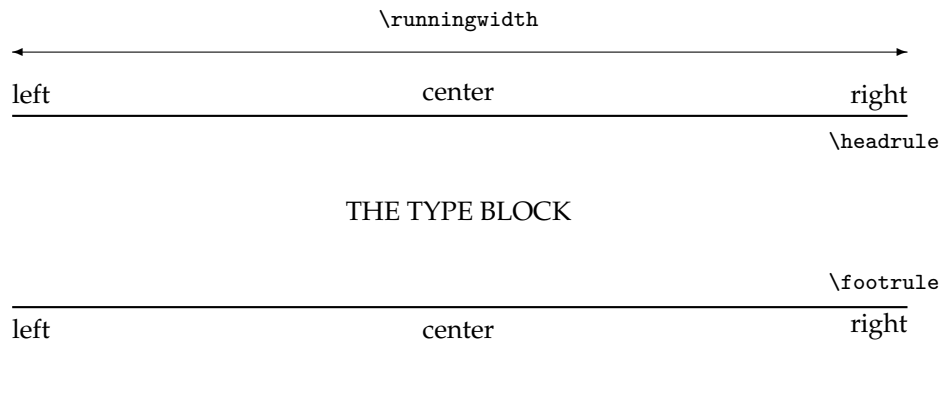 \runningwidth
left center right
\headrule
THE TYPE BLOCK
\footrule
left center right